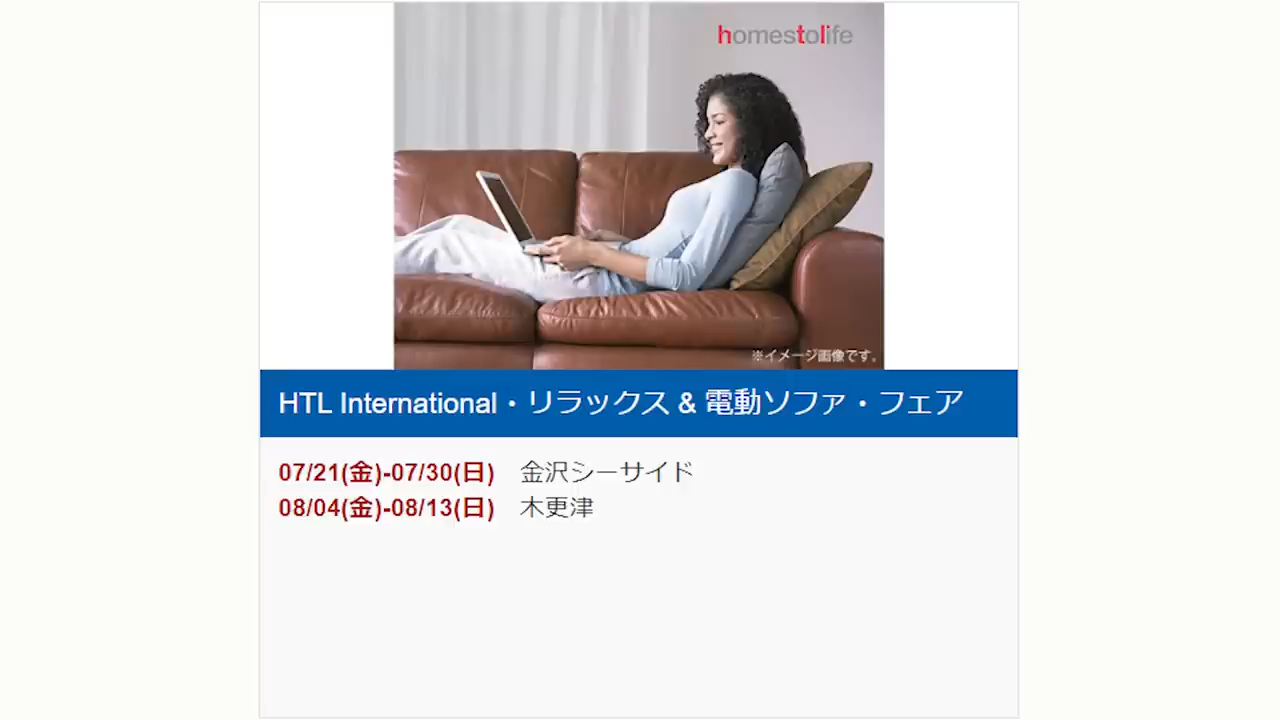 homestolife
※イメージ画像です。
HTL International・リラックス & 電動ソファ・フェア
07/21(金)-07/30(日) 金沢シーサイド
08/04(金)-08/13(日) 木更津